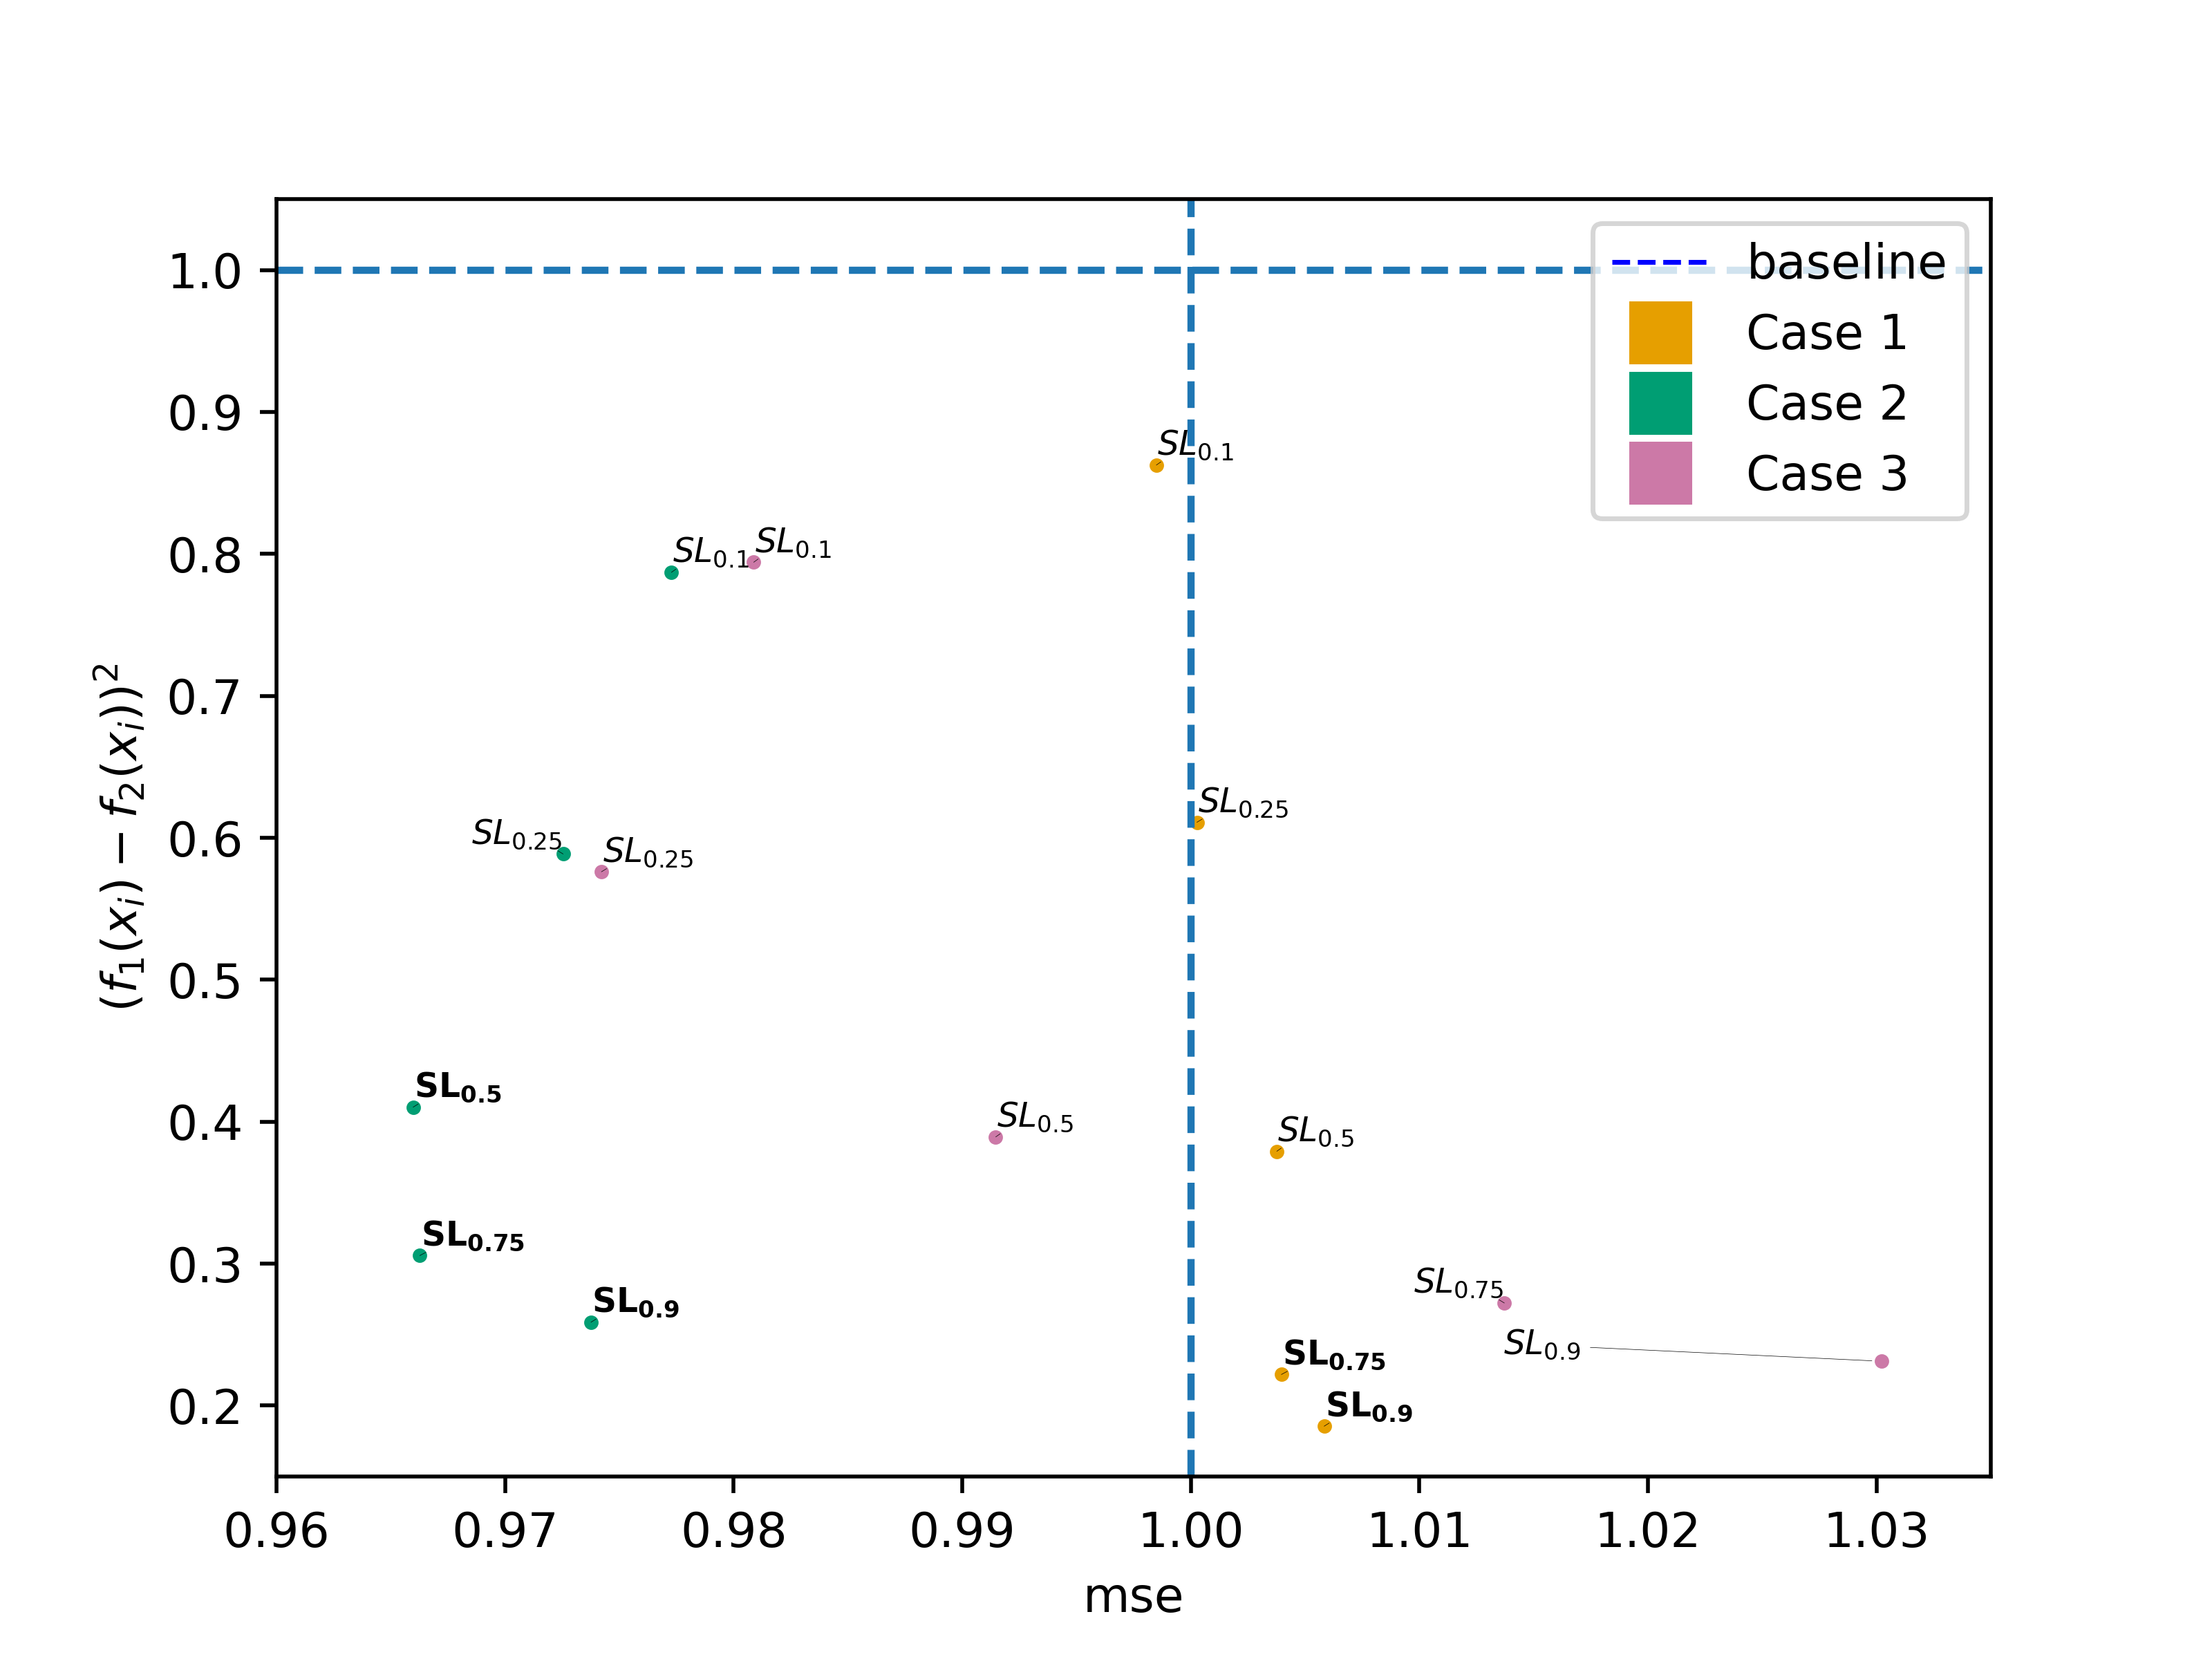 baseline
Case 1
Case 2
Case 3
1.0
0.9
0.8
0.7
0.6
0.5
0.4
0.3
0.2
(f₁(xᵢ) − f₂(xᵢ))²
SL₀.₁
SL₀.₁
SL₀.₁
SL₀.₂₅
SL₀.₂₅
SL₀.₂₅
SL₀.₅
SL₀.₅
SL₀.₅
SL₀.₇₅
SL₀.₇₅
SL₀.₉
SL₀.₉
SL₀.₇₅
SL₀.₉
0.96 0.97 0.98 0.99 1.00 1.01 1.02 1.03
mse